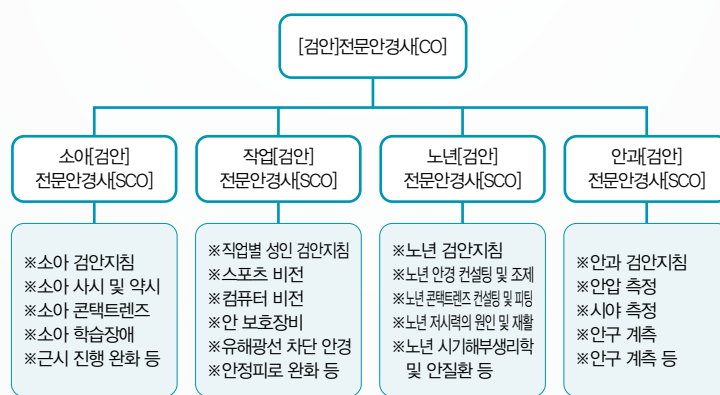 [검안]전문안경사[CO]
소아[검안]
전문안경사[SCO]
작업[검안]
전문안경사[SCO]
노년[검안]
전문안경사[SCO]
안과[검안]
전문안경사[SCO]
※소아 검안지침
※소아 사시 및 약시
※소아 콘택트렌즈
※소아 학습장애
※근시 진행 완화 등
※직업별 성인 검안지침
※스포츠 비전
※컴퓨터 비전
※안 보호장비
※유해광선 차단 안경
※안정피로 완화 등
※노년 검안지침
※노년 안경 컨설팅 및 조제
※노년 콘택트렌즈 컨설팅 및 피팅
※노년 저시력의 원인 및 재활
※노년 시기해부생리학
및 안질환 등
※안과 검안지침
※안압 측정
※시야 측정
※안구 계측
※안구 계측 등